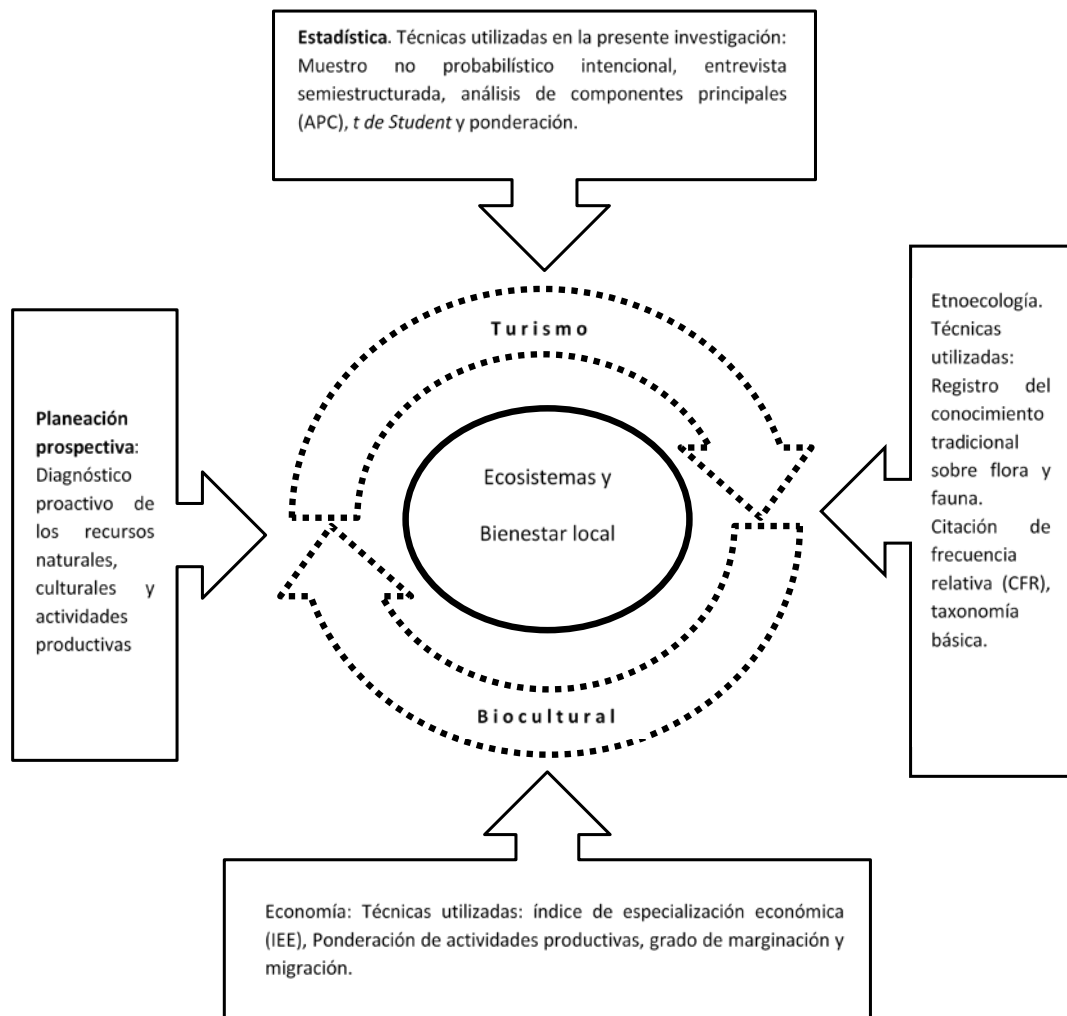 Estadística. Técnicas utilizadas en la presente investigación:
Muestro no probabilístico intencional, entrevista
semiestructurada, análisis de componentes principales
(APC), t de Student y ponderación.
Turismo
Planeación
prospectiva:
Diagnóstico
proactivo de
los recursos
naturales,
culturales y
actividades
productivas
Ecosistemas y
Bienestar local
Etnoecología.
Técnicas
utilizadas:
Registro del
conocimiento
tradicional
sobre flora y
fauna.
Citación de
frecuencia
relativa (CFR),
taxonomía
básica.
Biocultural
Economía: Técnicas utilizadas: índice de especialización económica
(IEE), Ponderación de actividades productivas, grado de marginación y
migración.